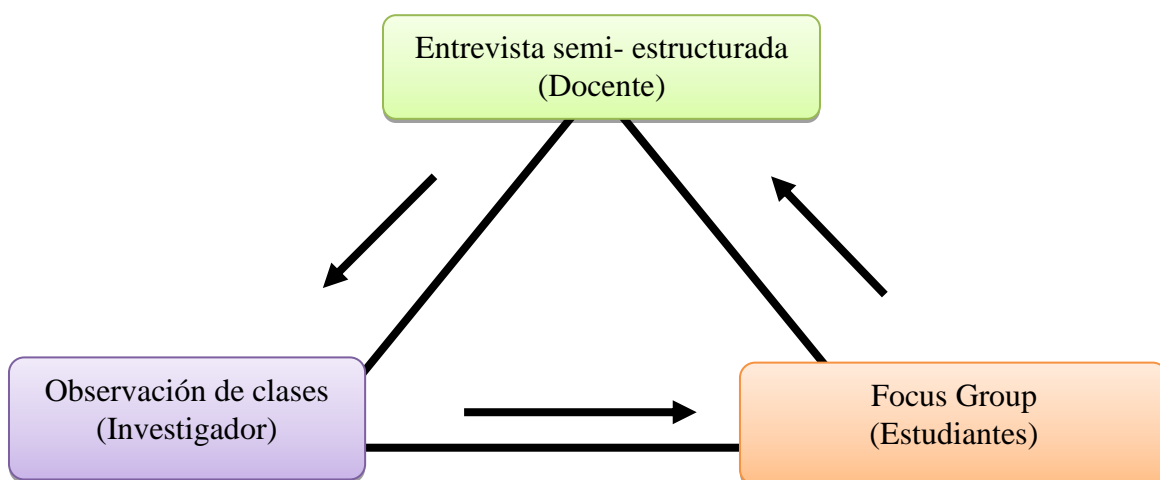 Entrevista semi- estructurada
(Docente)
Observación de clases
(Investigador)
Focus Group
(Estudiantes)